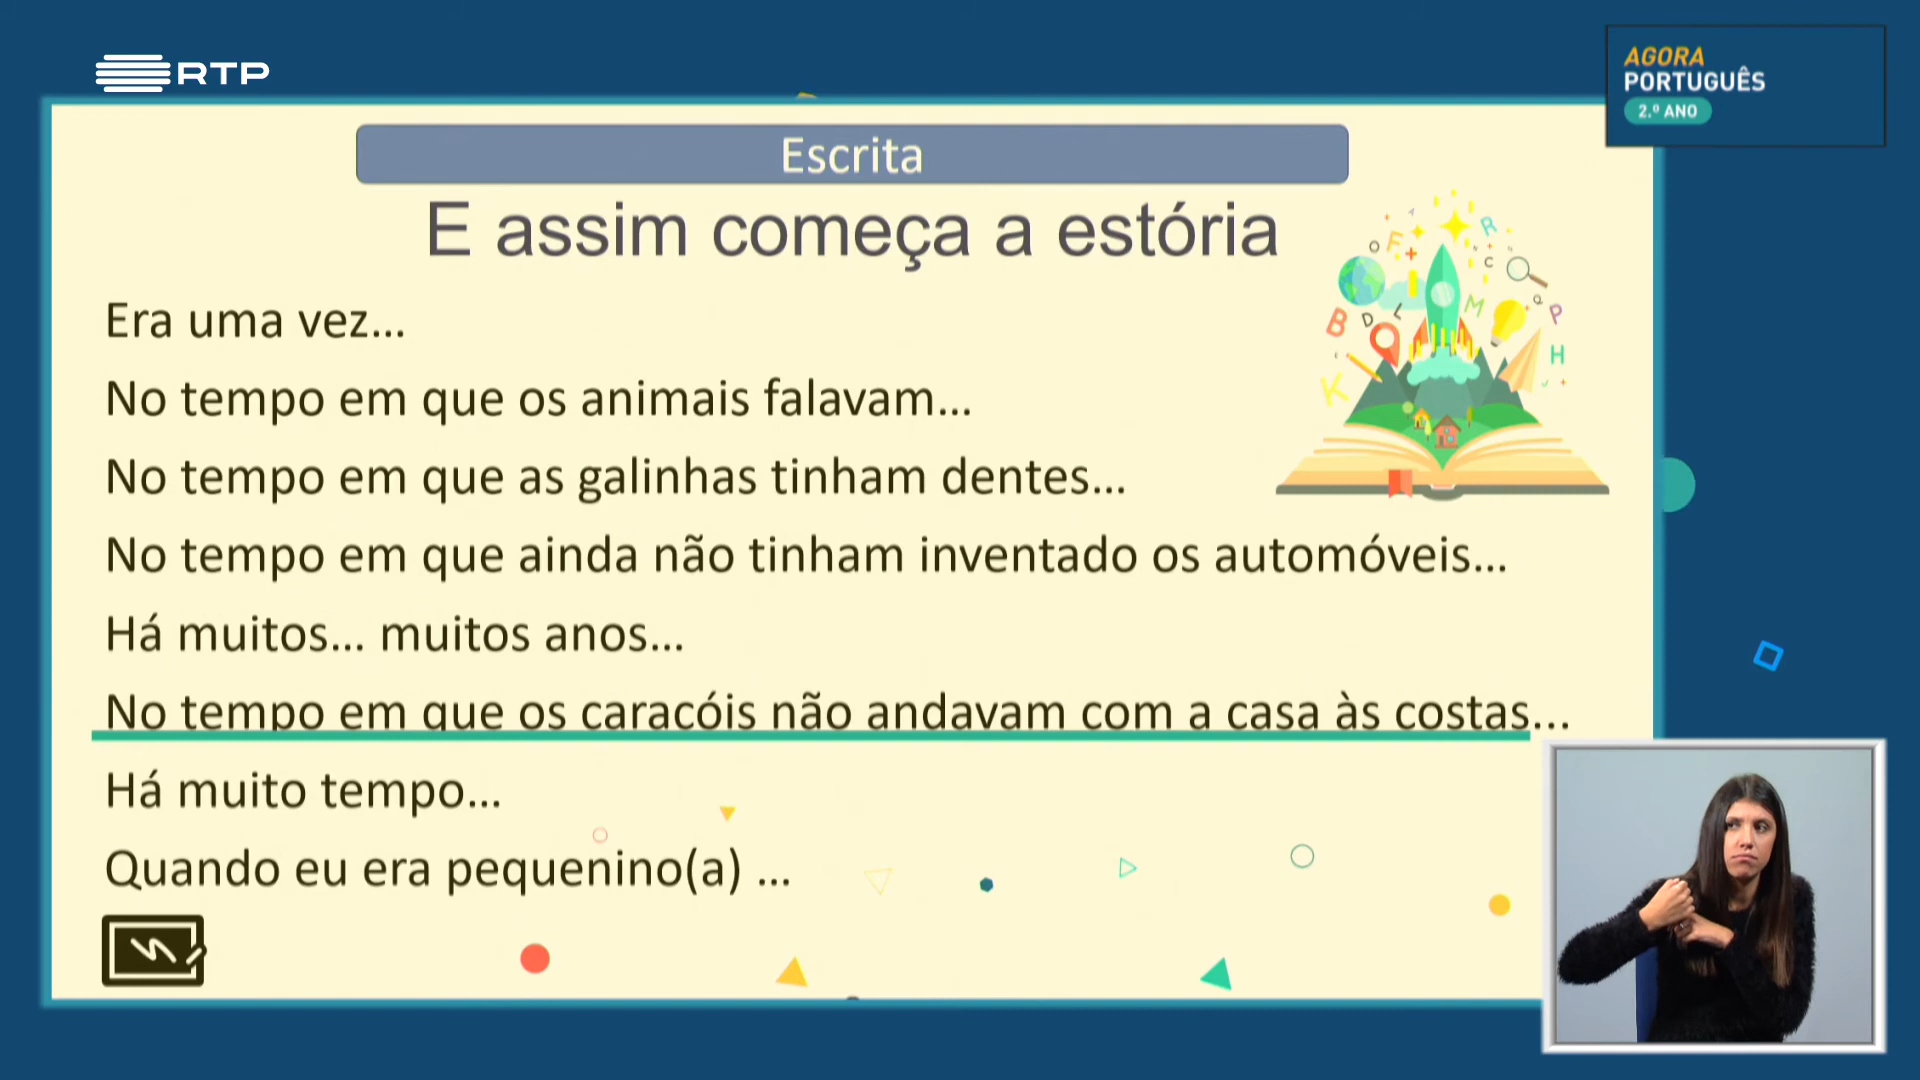 RTP
AGORA
PORTUGUÊS
2.º ANO
Escrita
E assim começa a estória
Era uma vez...
No tempo em que os animais falavam...
No tempo em que as galinhas tinham dentes...
No tempo em que ainda não tinham inventado os automóveis...
Há muitos... muitos anos...
No tempo em que os caracóis não andavam com a casa às costas...
Há muito tempo...
Quando eu era pequenino(a) ...